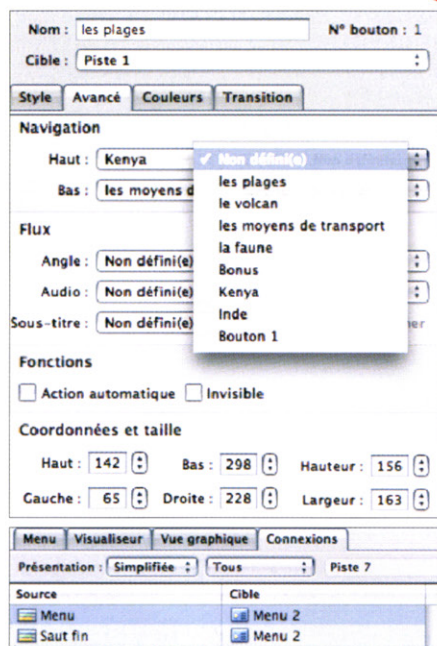 Nom : les plages N° bouton : 1
Cible : Piste 1
Style Avancé Couleurs Transition
Navigation
Haut : Kenya ✓ Non défini(e)
Bas : les moyens d
les plages
le volcan
les moyens de transport
la faune
Bonus
Kenya
Inde
Bouton 1
Flux
Angle : Non défini(e)
Audio : Non défini(e)
Sous-titre : Non défini(e)
Fonctions
Action automatique Invisible
Coordonnées et taille
Haut : 142 Bas : 298 Hauteur : 156
Gauche : 65 Droite : 228 Largeur : 163
Menu Visualiseur Vue graphique Connexions
Présentation : Simplifiée Tous Piste 7
Source Cible
Menu Menu 2
Saut fin Menu 2